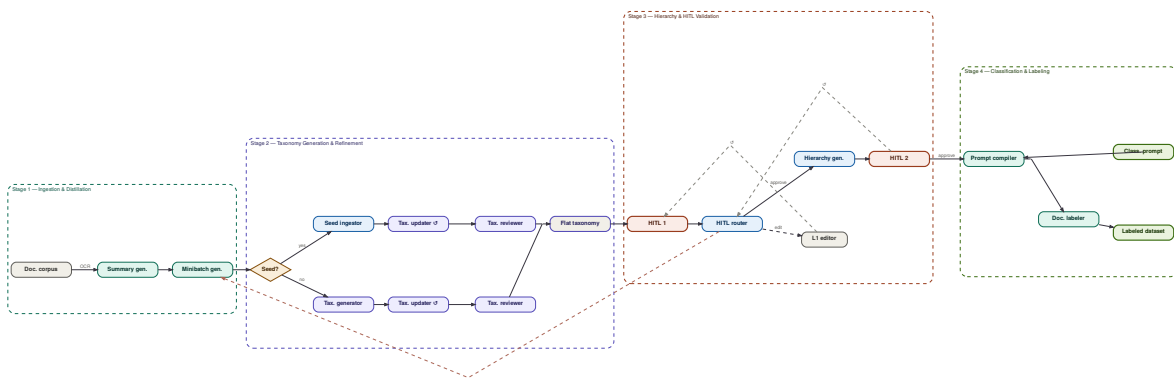 Stage 1 — Ingestion & Distillation
Doc. corpus
OCR
Summary gen.
Minibatch gen.
Stage 2 — Taxonomy Generation & Refinement
Seed?
yes
no
Seed ingestor
Tax. updater ↺
Tax. reviewer
Flat taxonomy
Tax. generator
Tax. updater ↺
Tax. reviewer
Stage 3 — Hierarchy & HITL Validation
HITL 1
↺
HITL router
approve
edit
L1 editor
Hierarchy gen.
↺
HITL 2
approve
Stage 4 — Classification & Labeling
Prompt compiler
Class. prompt
Doc. labeler
Labeled dataset